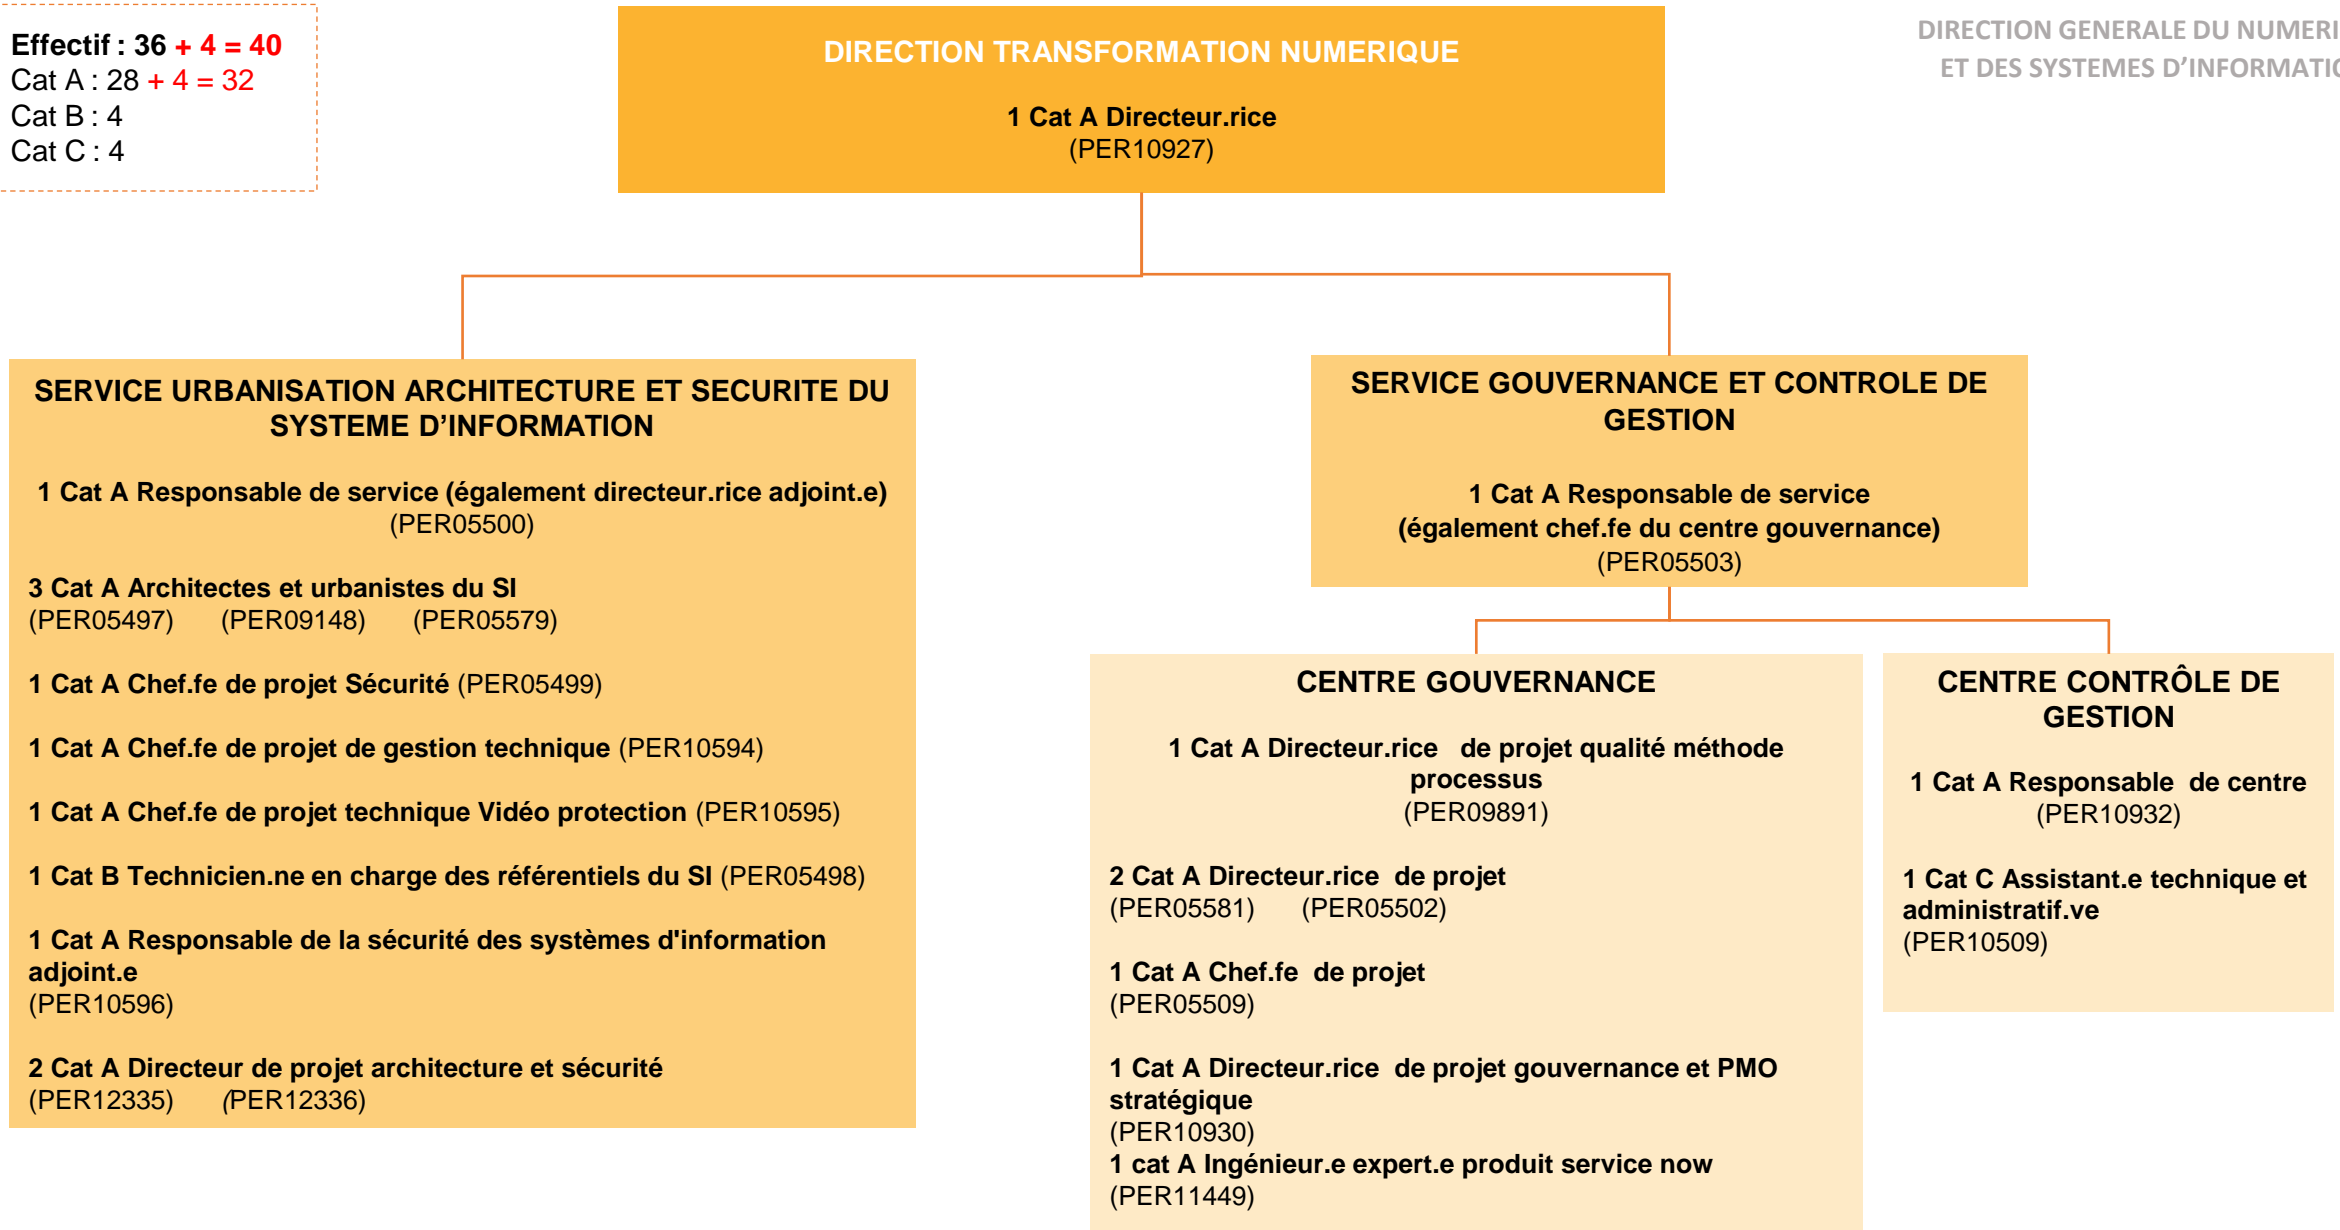 Effectif : 36 + 4 = 40
Cat A : 28 + 4 = 32
Cat B : 4
Cat C : 4
DIRECTION TRANSFORMATION NUMERIQUE
1 Cat A Directeur.rice
(PER10927)
DIRECTION GENERALE DU NUMERI
ET DES SYSTEMES D’INFORMATIO
SERVICE URBANISATION ARCHITECTURE ET SECURITE DU
SYSTEME D’INFORMATION
1 Cat A Responsable de service (également directeur.rice adjoint.e)
(PER05500)
3 Cat A Architectes et urbanistes du SI
(PER05497) (PER09148) (PER05579)
1 Cat A Chef.fe de projet Sécurité (PER05499)
1 Cat A Chef.fe de projet de gestion technique (PER10594)
1 Cat A Chef.fe de projet technique Vidéo protection (PER10595)
1 Cat B Technicien.ne en charge des référentiels du SI (PER05498)
1 Cat A Responsable de la sécurité des systèmes d'information
adjoint.e
(PER10596)
2 Cat A Directeur de projet architecture et sécurité
(PER12335) (PER12336)
SERVICE GOUVERNANCE ET CONTROLE DE
GESTION
1 Cat A Responsable de service
(également chef.fe du centre gouvernance)
(PER05503)
CENTRE GOUVERNANCE
1 Cat A Directeur.rice de projet qualité méthode
processus
(PER09891)
2 Cat A Directeur.rice de projet
(PER05581) (PER05502)
1 Cat A Chef.fe de projet
(PER05509)
1 Cat A Directeur.rice de projet gouvernance et PMO
stratégique
(PER10930)
1 cat A Ingénieur.e expert.e produit service now
(PER11449)
CENTRE CONTRÔLE DE
GESTION
1 Cat A Responsable de centre
(PER10932)
1 Cat C Assistant.e technique et
administratif.ve
(PER10509)